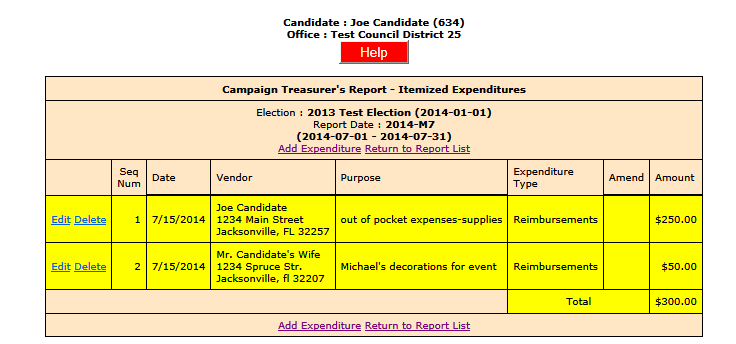 Candidate : Joe Candidate (634)
Office : Test Council District 25
Help
Campaign Treasurer's Report - Itemized Expenditures
Election : 2013 Test Election (2014-01-01)
Report Date : 2014-M7
(2014-07-01 - 2014-07-31)
Add Expenditure Return to Report List
Seq Num Date Vendor Purpose Expenditure Type Amend Amount
Edit Delete 1 7/15/2014 Joe Candidate
1234 Main Street
Jacksonville, FL 32257 out of pocket expenses-supplies Reimbursements $250.00
Edit Delete 2 7/15/2014 Mr. Candidate's Wife
1234 Spruce Str.
Jacksonville, fl 32207 Michael's decorations for event Reimbursements $50.00
Total $300.00
Add Expenditure Return to Report List